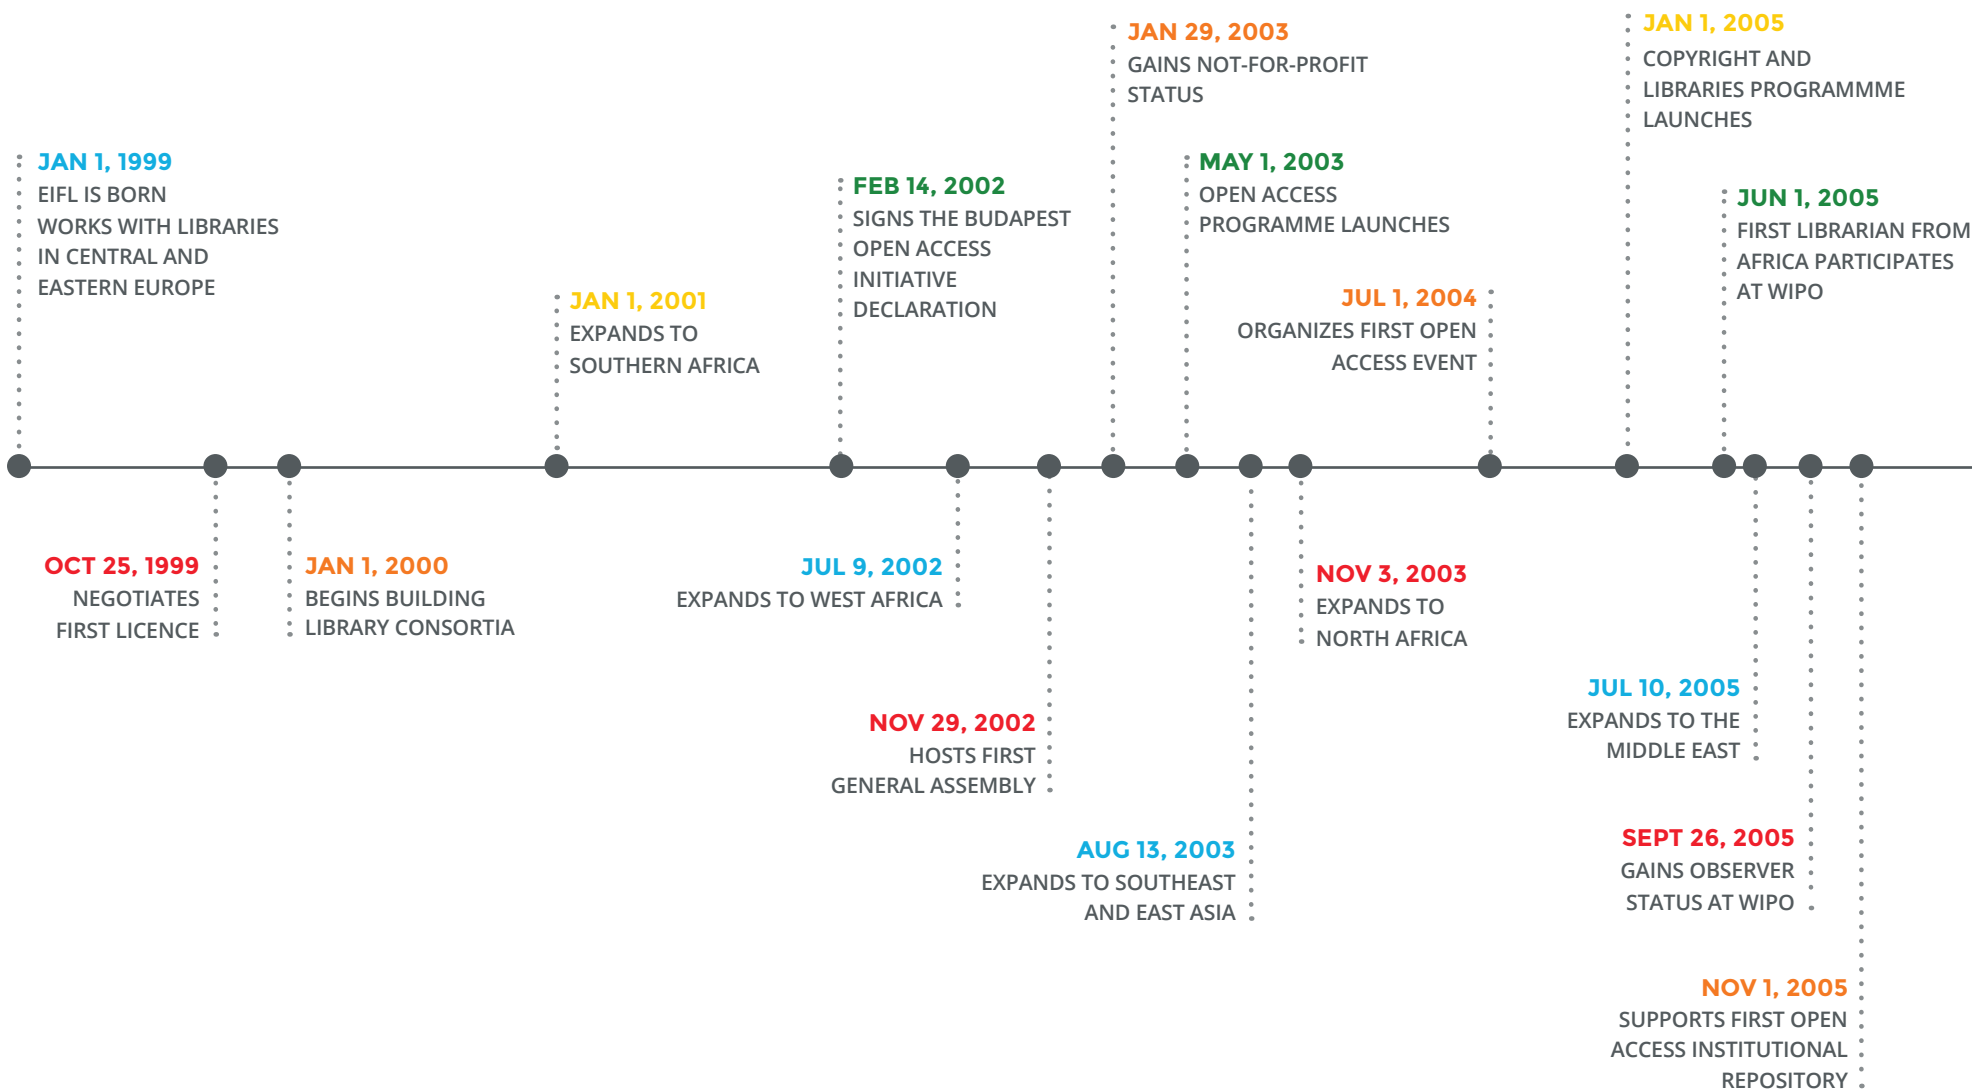 JAN 1, 1999
EIFL IS BORN
WORKS WITH LIBRARIES
IN CENTRAL AND
EASTERN EUROPE
OCT 25, 1999
NEGOTIATES
FIRST LICENCE
JAN 1, 2000
BEGINS BUILDING
LIBRARY CONSORTIA
JAN 1, 2001
EXPANDS TO
SOUTHERN AFRICA
FEB 14, 2002
SIGNS THE BUDAPEST
OPEN ACCESS
INITIATIVE
DECLARATION
JUL 9, 2002
EXPANDS TO WEST AFRICA
NOV 29, 2002
HOSTS FIRST
GENERAL ASSEMBLY
JAN 29, 2003
GAINS NOT-FOR-PROFIT
STATUS
MAY 1, 2003
OPEN ACCESS
PROGRAMME LAUNCHES
AUG 13, 2003
EXPANDS TO SOUTHEAST
AND EAST ASIA
NOV 3, 2003
EXPANDS TO
NORTH AFRICA
JUL 1, 2004
ORGANIZES FIRST OPEN
ACCESS EVENT
JAN 1, 2005
COPYRIGHT AND
LIBRARIES PROGRAMMME
LAUNCHES
JUN 1, 2005
FIRST LIBRARIAN FROM
AFRICA PARTICIPATES
AT WIPO
JUL 10, 2005
EXPANDS TO THE
MIDDLE EAST
SEPT 26, 2005
GAINS OBSERVER
STATUS AT WIPO
NOV 1, 2005
SUPPORTS FIRST OPEN
ACCESS INSTITUTIONAL
REPOSITORY